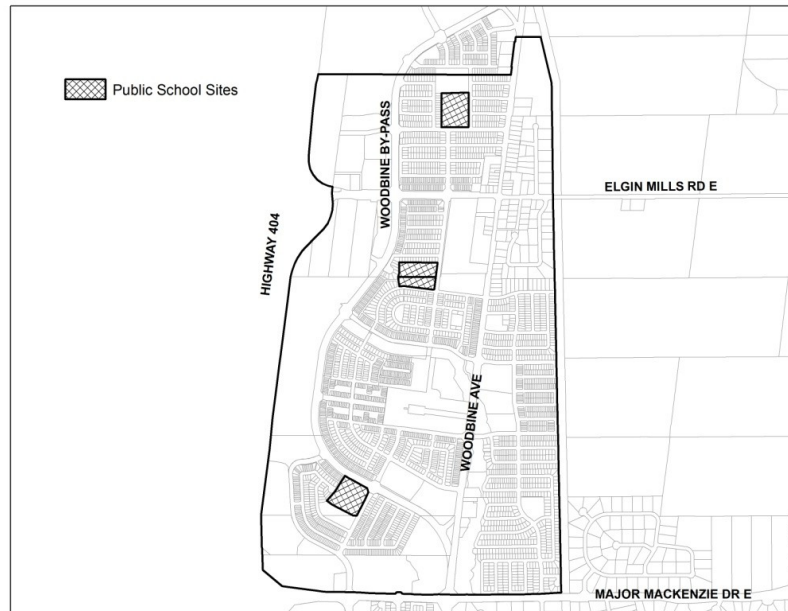 Public School Sites
WOODBINE BY-PASS
ELGIN MILLS RD E
HIGHWAY 404
WOODBINE AVE
MAJOR MACKENZIE DR E